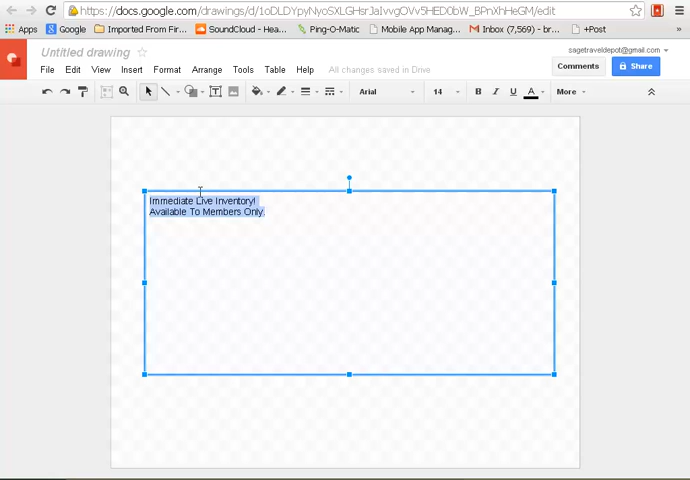 https://docs.google.com/drawings/d/1oDLDYpyNyoSXLGHsrJaIvvgOVv5HED0bW_BPnXhHeGM/edit
Apps Google Imported From Fir... SoundCloud - Hea... Ping-O-Matic Mobile App Manag... Inbox (7,569) - br... +Post
Untitled drawing
sagetraveldepot@gmail.com
File Edit View Insert Format Arrange Tools Table Help All changes saved in Drive
Comments Share
Arial 14 B I U A More
Immediate Live Inventory!
Available To Members Only.